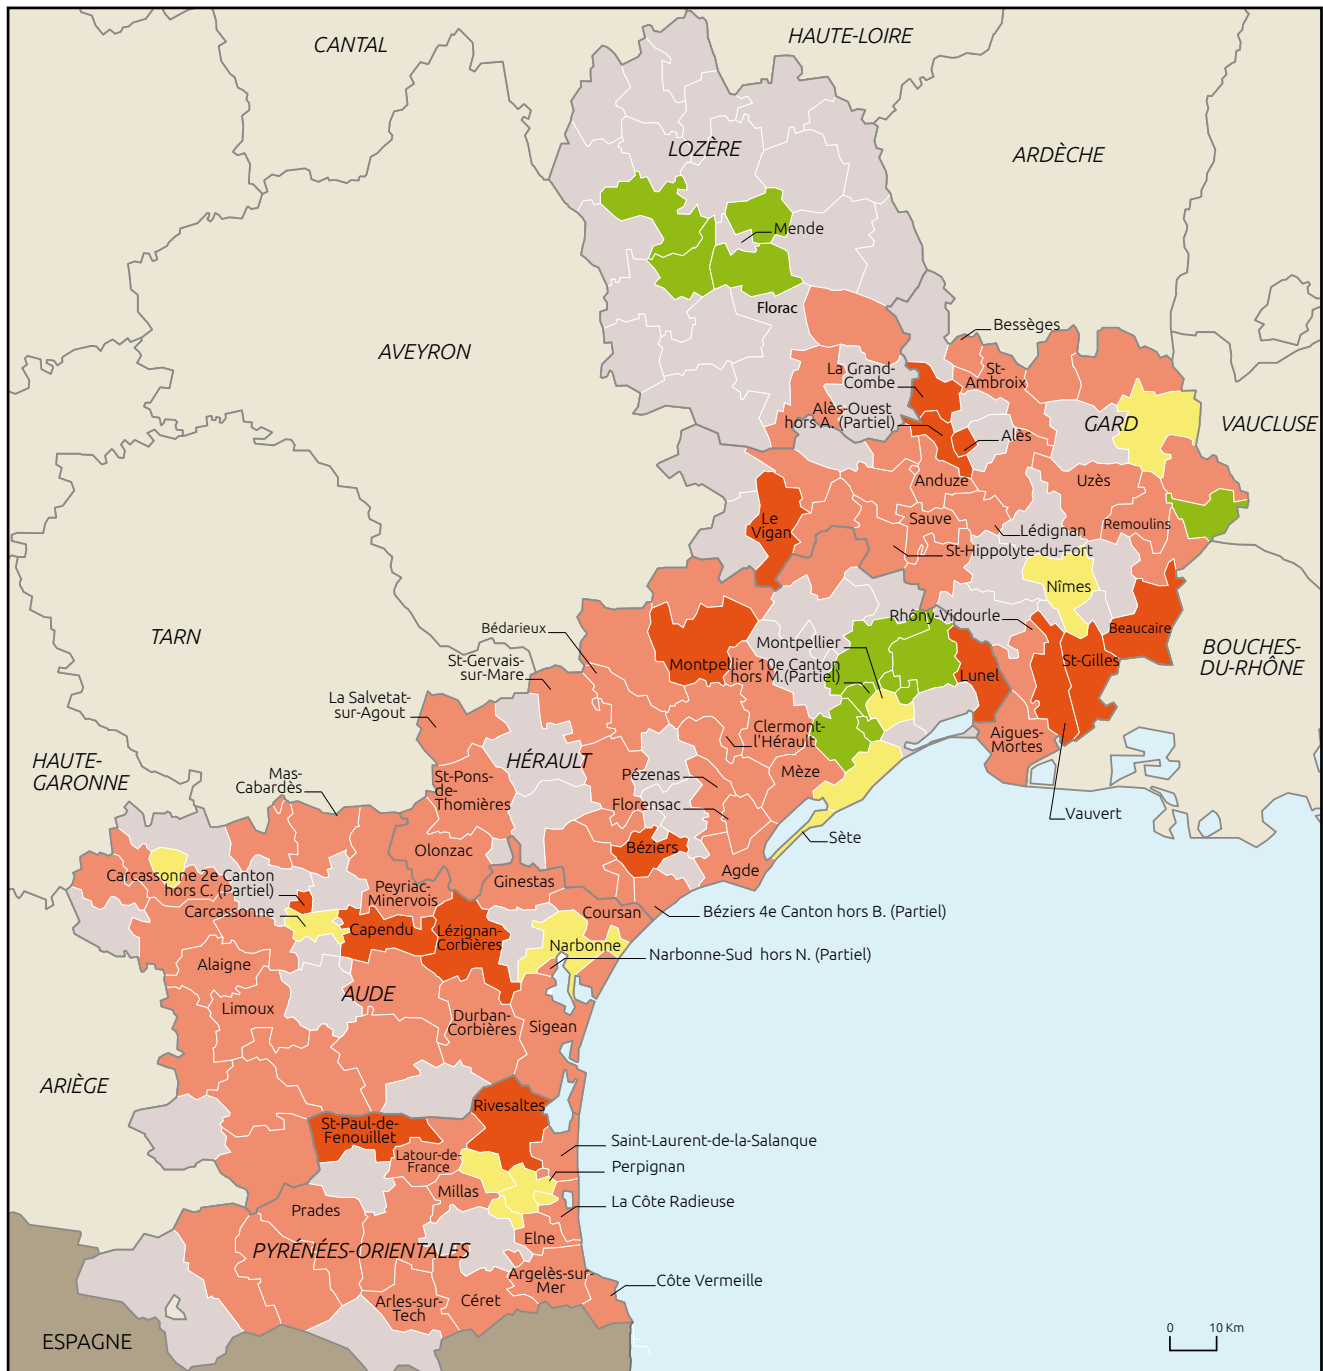 CANTAL
HAUTE-LOIRE
LOZÈRE
ARDÈCHE
Mende
Florac
AVEYRON
Bessèges
La Grand-
Combe
St-
Ambroix
Alès-Ouest
hors A. (Partiel)
GARD
VAUCLUSE
Alès
Anduze
Uzès
Le
Vigan
Sauve
Lédignan
Remoulins
St-Hippolyte-du-Fort
Nîmes
Rhôny-Vidourle
Beaucaire
TARN
Bédarieux
Montpellier
BOUCHES-
DU-RHÔNE
St-Gervais-
sur-Mare
Montpellier 10e Canton
hors M.(Partiel)
St-Gilles
Lunel
La Salvetat-
sur-Agout
Clermont-
l'Hérault
Aigues-
Mortes
HAUTE-
GARONNE
HÉRAULT
Mas-
Cabardès
St-Pons-
de-
Thomières
Pézenas
Mèze
Florensac
Vauvert
Sète
Béziers
Olonzac
Agde
Carcassonne 2e Canton
hors C. (Partiel)
Peyriac-
Minervois
Ginestas
Carcassonne
Coursan
Béziers 4e Canton hors B. (Partiel)
Capendu
Lézignan-
Corbières
Narbonne
Narbonne-Sud hors N. (Partiel)
Alaigne
AUDE
Limoux
Durban-
Corbières
Sigean
ARIÈGE
Rivesaltes
St-Paul-de-
Fenouillet
Saint-Laurent-de-la-Salanque
Latour-de-
France
Perpignan
Millas
La Côte Radieuse
Prades
Elne
PYRÉNÉES-ORIENTALES
Argelès-sur-
Mer
Côte Vermeille
Arles-sur-
Tech
Céret
ESPAGNE
0 10 Km